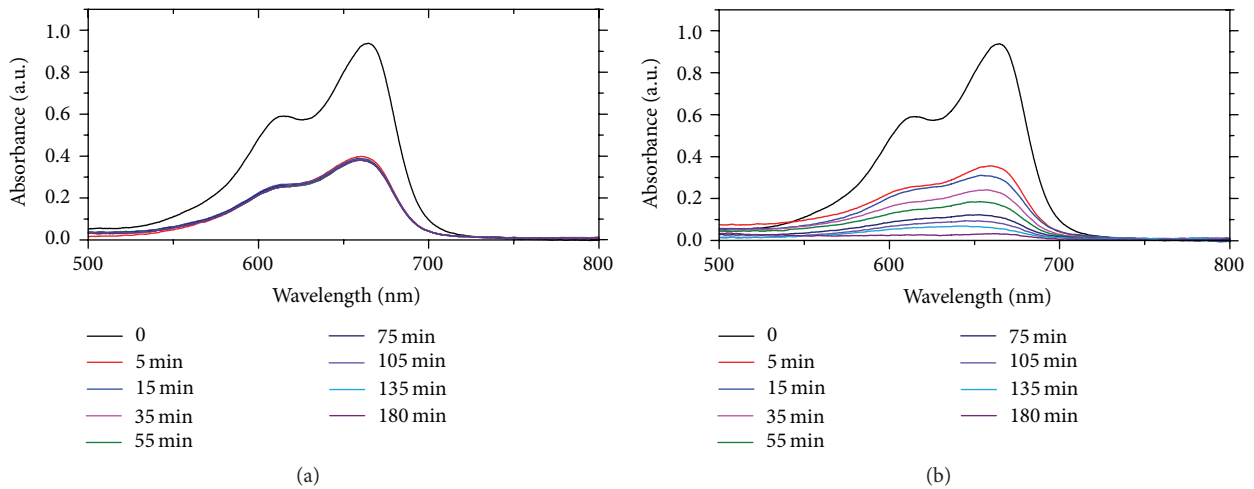 1.0
0.8
0.6
0.4
0.2
0.0
Absorbance (a.u.)
500
600
700
800
Wavelength (nm)
0
5 min
15 min
35 min
55 min
75 min
105 min
135 min
180 min
(a)
1.0
0.8
0.6
0.4
0.2
0.0
Absorbance (a.u.)
500
600
700
800
Wavelength (nm)
0
5 min
15 min
35 min
55 min
75 min
105 min
135 min
180 min
(b)